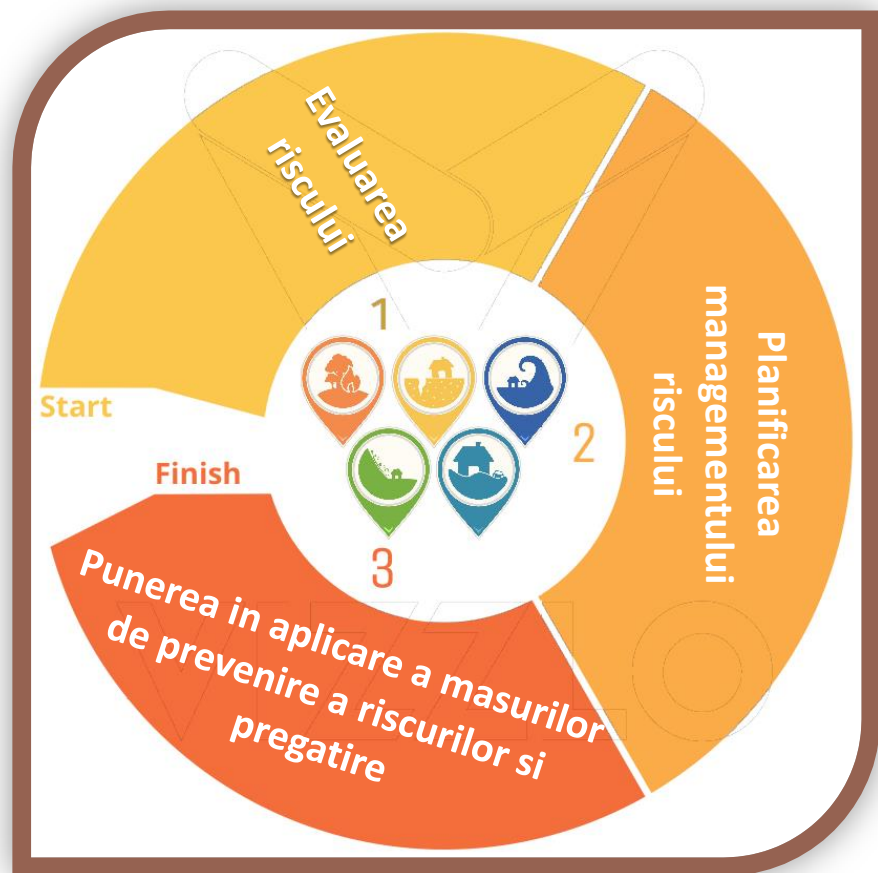 Evaluarea
riscului
1
Start
Planificarea
managementului
riscului
2
Finish
3
Punerea in aplicare a masurilor
de prevenire a riscurilor si
pregatire
VIZZLO